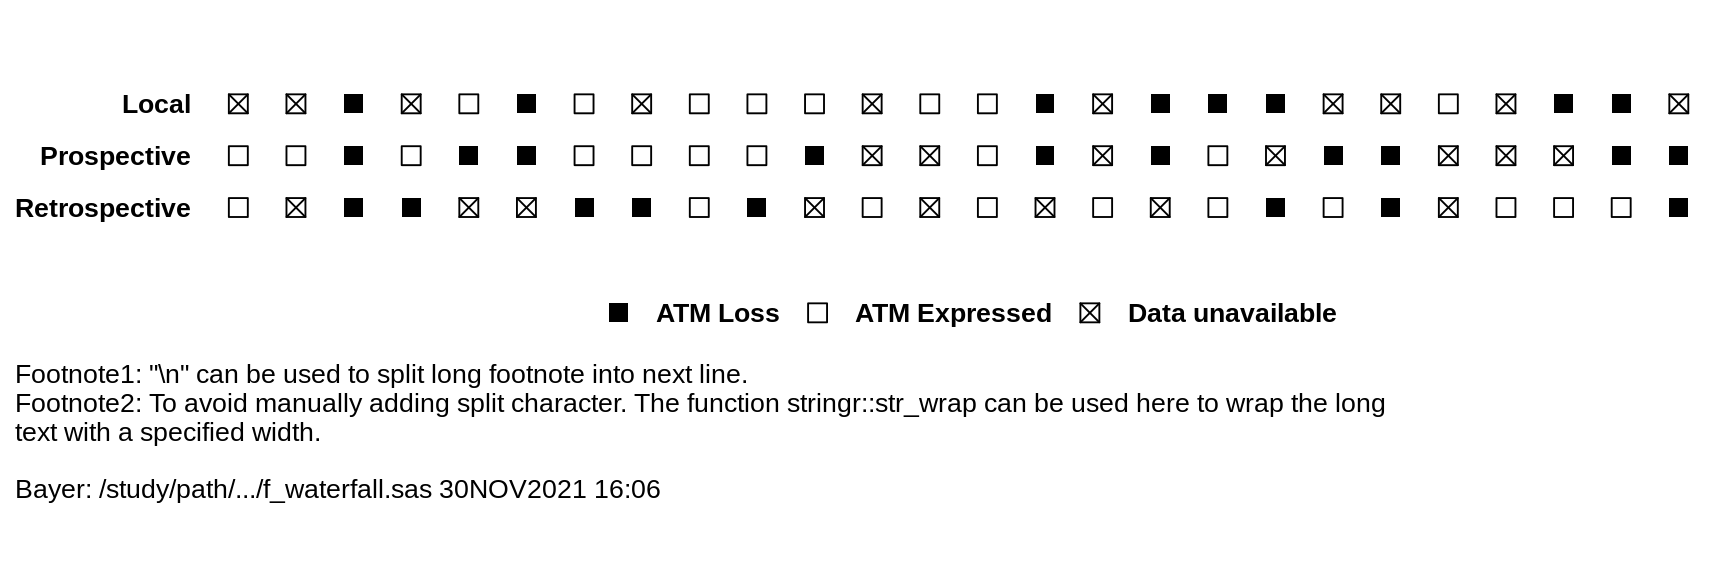 Local
Prospective
Retrospective
ATM Loss ATM Expressed Data unavailable
Footnote1: "\n" can be used to split long footnote into next line.
Footnote2: To avoid manually adding split character. The function stringr::str_wrap can be used here to wrap the long
text with a specified width.
Bayer: /study/path/.../f_waterfall.sas 30NOV2021 16:06